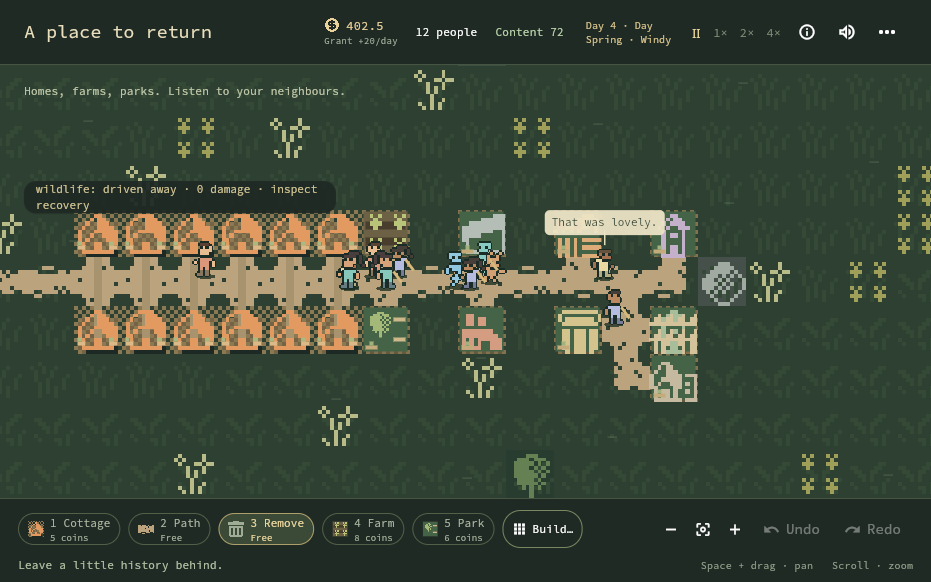 A place to return
402.5
Grant +20/day
12 people
Content 72
Day 4 · Day
Spring · Windy
1×
2×
4×
Homes, farms, parks. Listen to your neighbours.
wildlife: driven away · 0 damage · inspect
recovery
That was lovely.
1 Cottage
5 coins
2 Path
Free
3 Remove
Free
4 Farm
8 coins
5 Park
6 coins
Build…
Undo
Redo
Leave a little history behind.
Space + drag · pan
Scroll · zoom